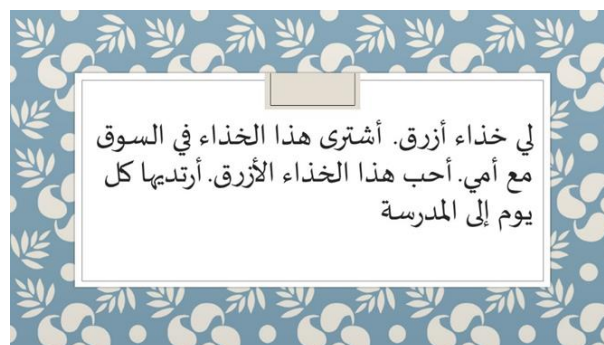 لي خذاء أزرق. أشترى هذا الخذاء في السوق
مع أمي. أحب هذا الخذاء الأزرق. أرتديها كل
يوم إلى المدرسة